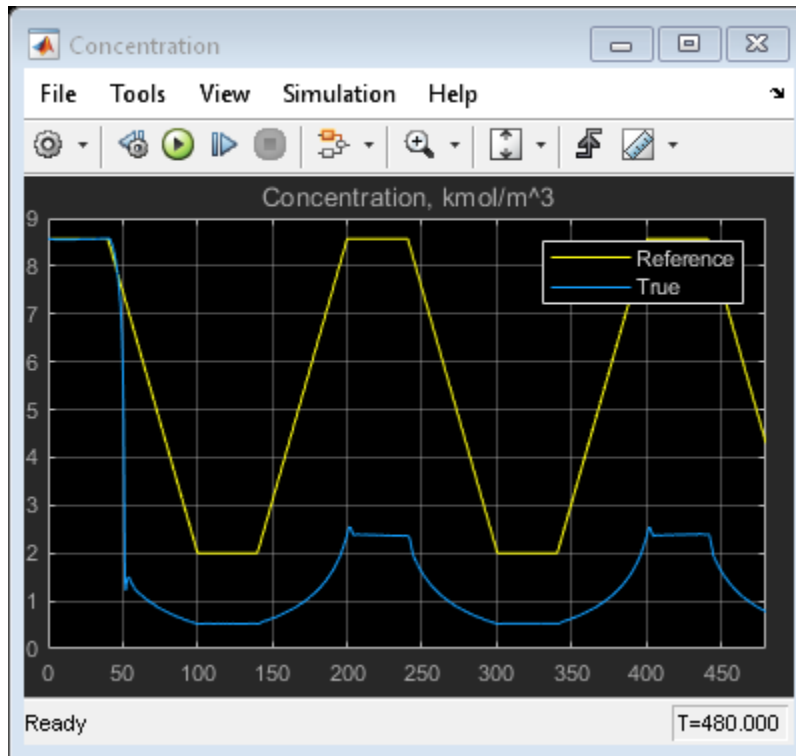 Concentration
File Tools View Simulation Help
Concentration, kmol/m^3
Reference
True
9
8
7
6
5
4
3
2
1
0
0 50 100 150 200 250 300 350 400 450
Ready T=480.000